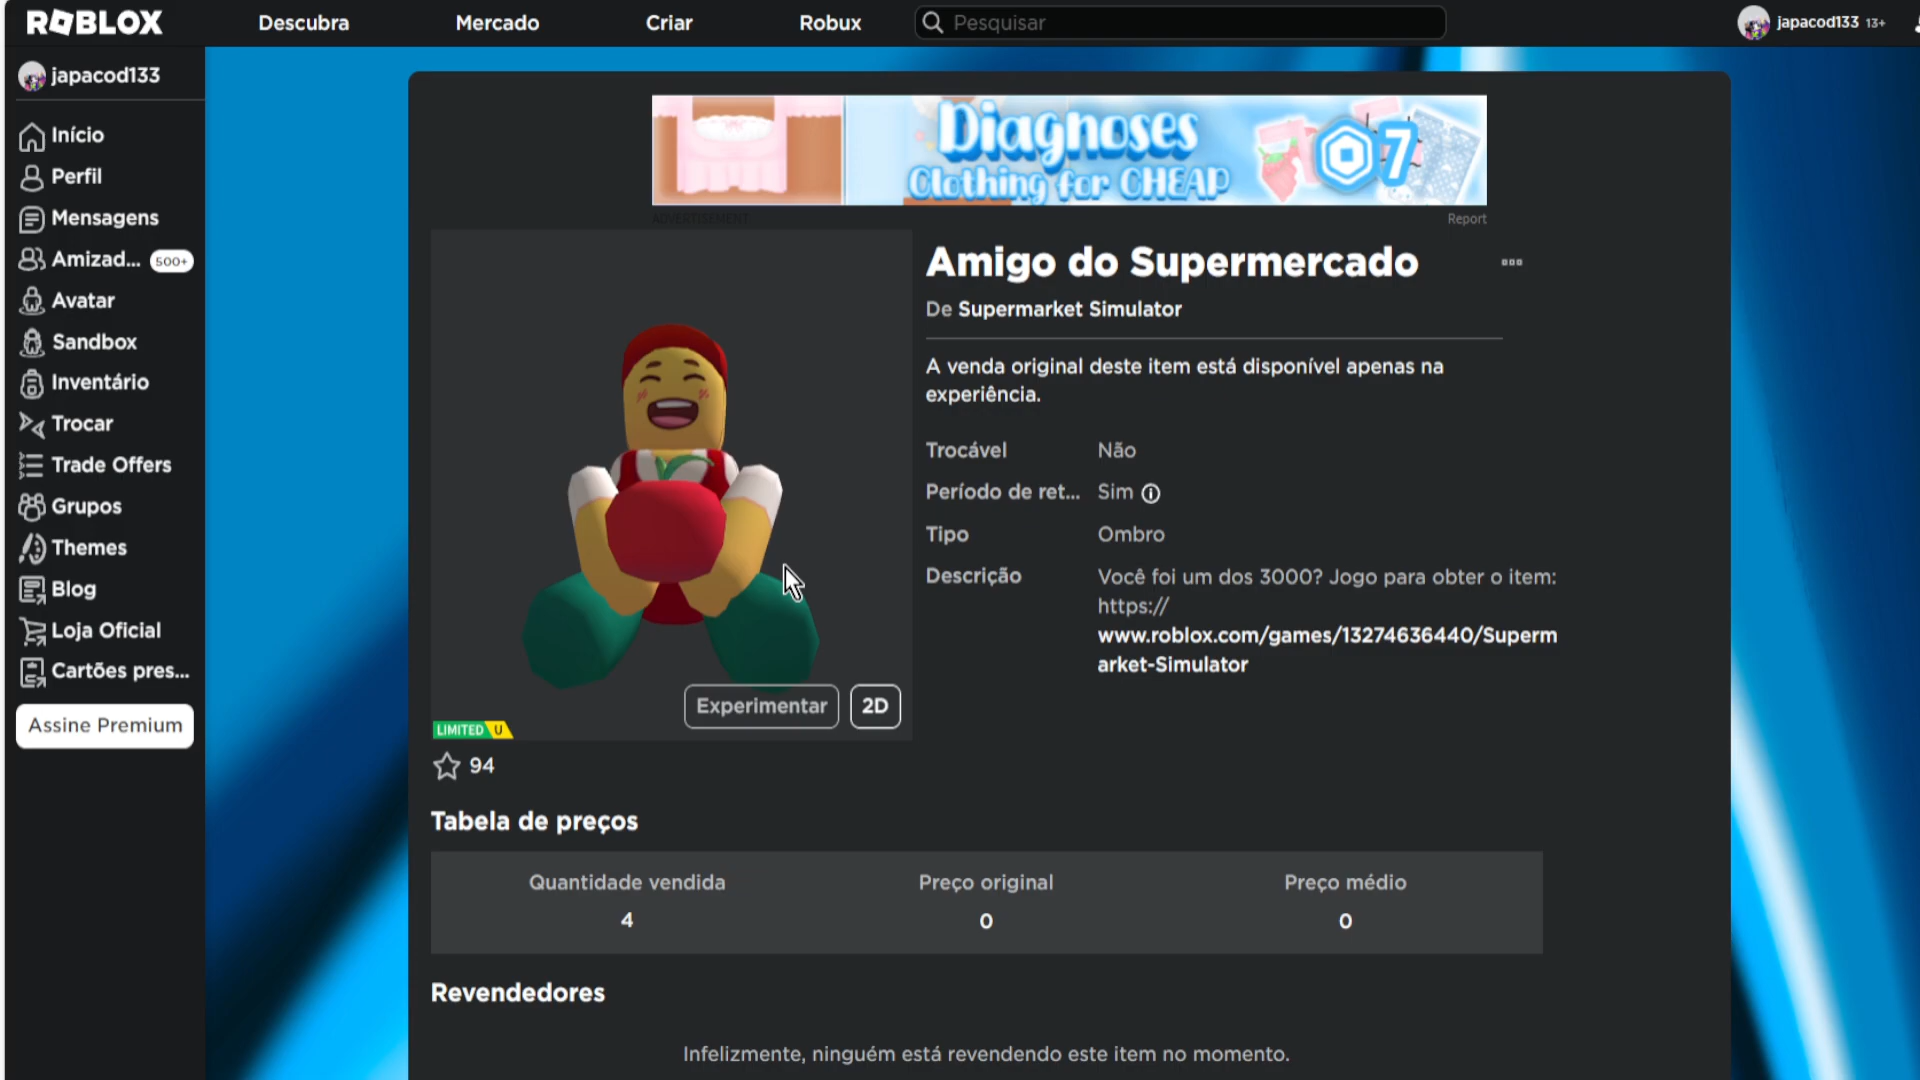 ROBLOX
Descubra
Mercado
Criar
Robux
Pesquisar
japacod133 13+
japacod133
Início
Perfil
Mensagens
Amizad... 500+
Avatar
Sandbox
Inventário
Trocar
Trade Offers
Grupos
Themes
Blog
Loja Oficial
Cartões pres...
Assine Premium
Diagnoses
Clothing for CHEAP
7
ADVERTISEMENT
Report
Amigo do Supermercado
De Supermarket Simulator
A venda original deste item está disponível apenas na
experiência.
Trocável Não
Período de ret... Sim
Tipo Ombro
Descrição Você foi um dos 3000? Jogo para obter o item:
https://
www.roblox.com/games/13274636440/Superm
arket-Simulator
Experimentar
2D
LIMITED U
94
Tabela de preços
Quantidade vendida
4
Preço original
0
Preço médio
0
Revendedores
Infelizmente, ninguém está revendendo este item no momento.